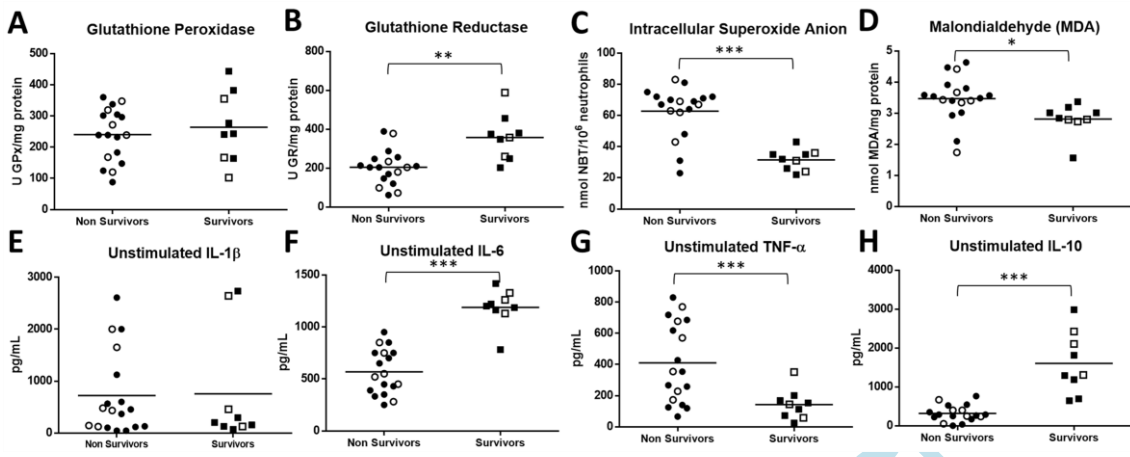 A
Glutathione Peroxidase
U GPx/mg protein
500
400
300
200
100
0
Non Survivors
Survivors
B
Glutathione Reductase
**
U GR/mg protein
800
600
400
200
0
Non Survivors
Survivors
C
Intracellular Superoxide Anion
***
nmol NBT/10⁶ neutrophils
100
80
60
40
20
0
Non Survivors
Survivors
D
Malondialdehyde (MDA)
*
nmol MDA/mg protein
5
4
3
2
1
0
Non Survivors
Survivors
E
Unstimulated IL-1β
pg/mL
3000
2000
1000
0
Non Survivors
Survivors
F
Unstimulated IL-6
***
pg/mL
1500
1000
500
0
Non Survivors
Survivors
G
Unstimulated TNF-α
***
pg/mL
1000
800
600
400
200
0
Non Survivors
Survivors
H
Unstimulated IL-10
***
pg/mL
4000
3000
2000
1000
0
Non Survivors
Survivors